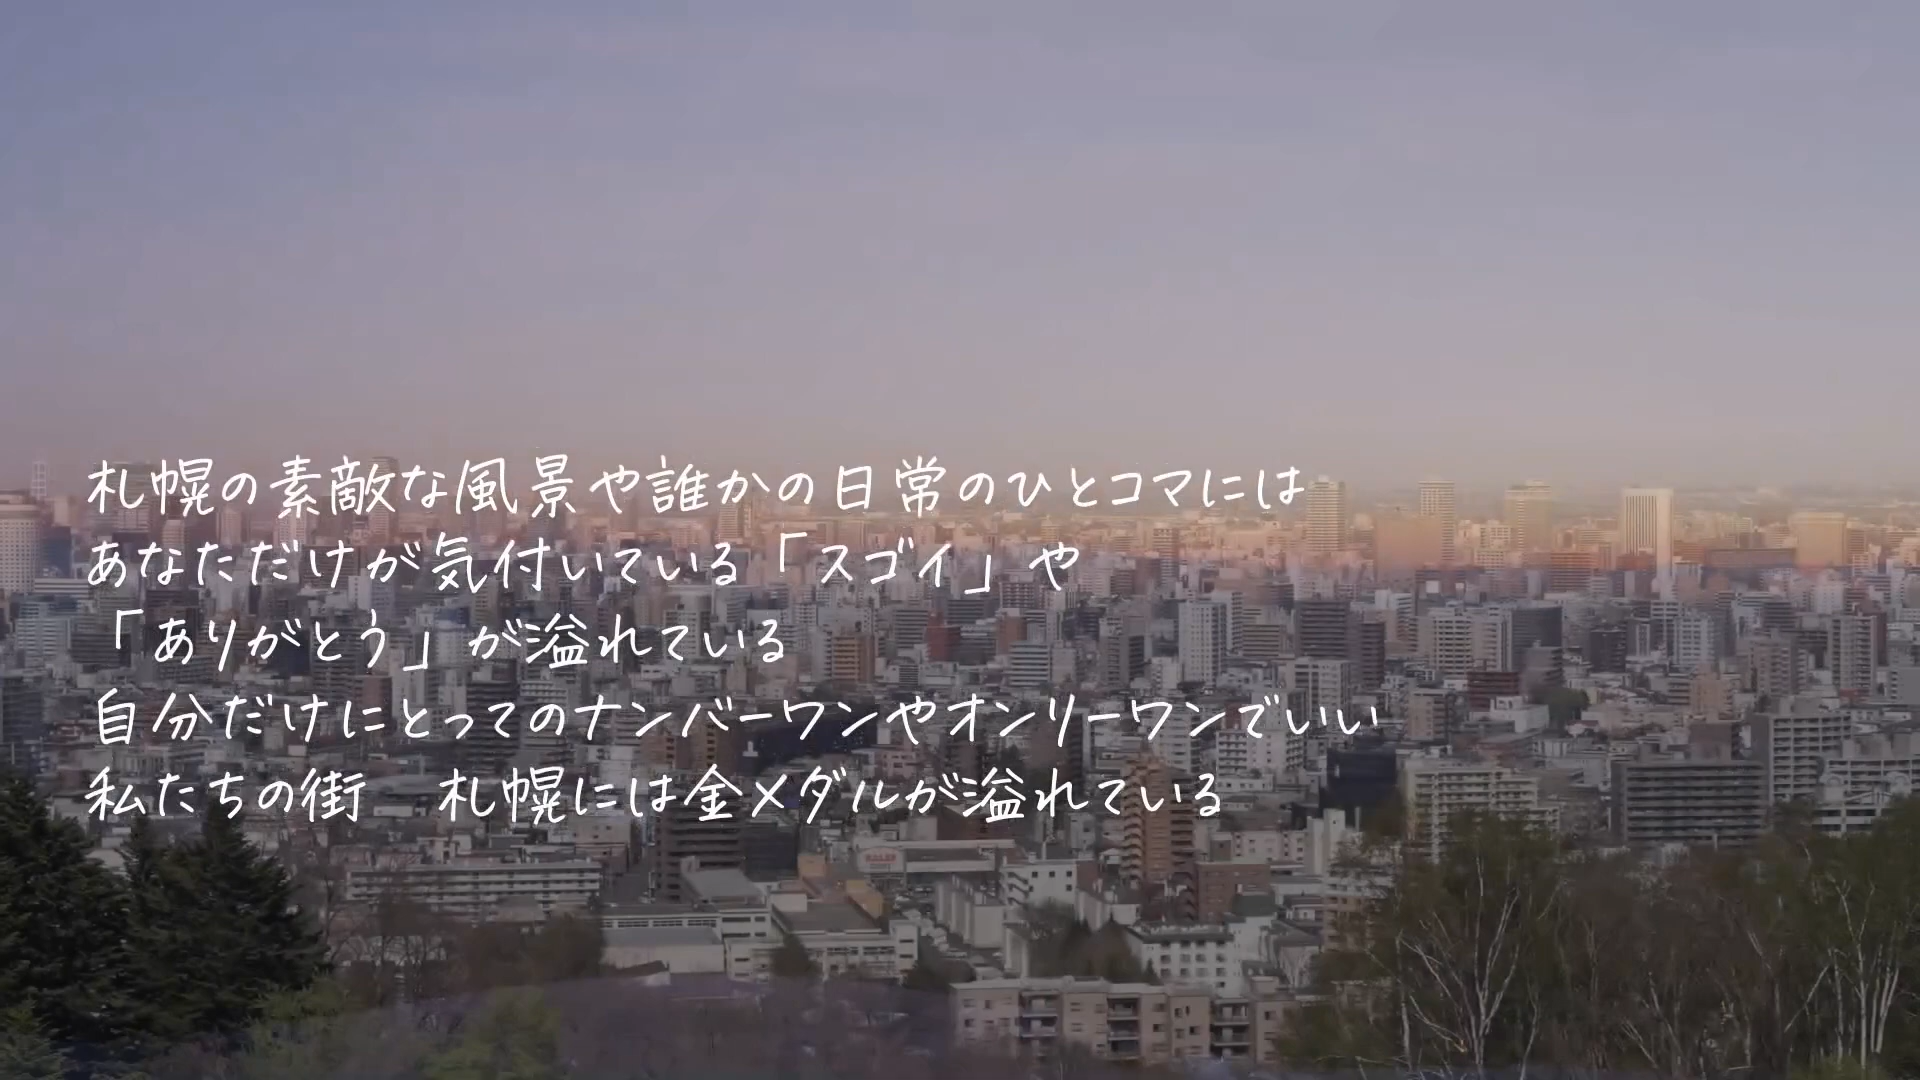 札幌の素敵な風景や誰かの日常のひとコマには
あなただけが気付いている「スゴイ」や
「ありがとう」が溢れている
自分だけにとってのナンバーワンやオンリーワンでいい
私たちの街　札幌には金メダルが溢れている